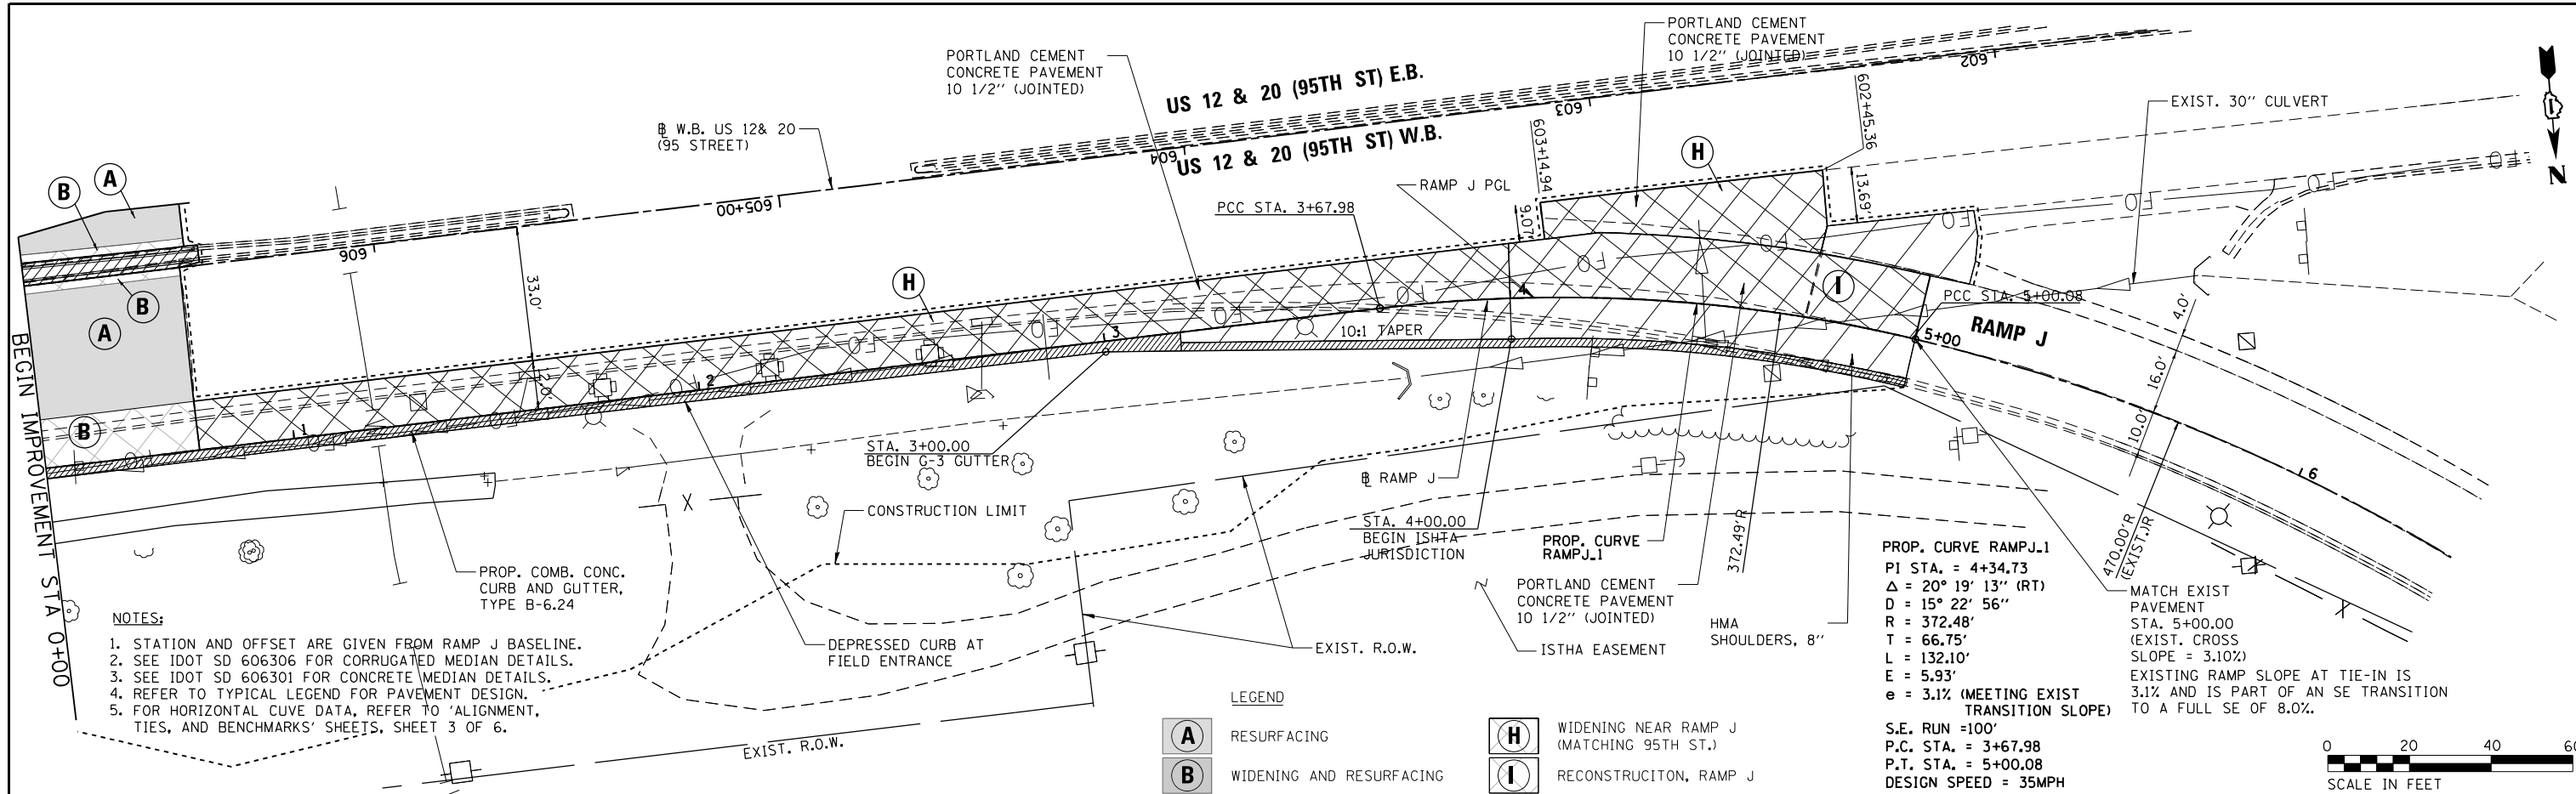 PORTLAND CEMENT
CONCRETE PAVEMENT
10 1/2'' (JOINTED)
PORTLAND CEMENT
CONCRETE PAVEMENT
10 1/2'' (JOINTED)
US 12 & 20 (95TH ST) E.B.
US 12 & 20 (95TH ST) W.B.
℄ W.B. US 12& 20
(95 STREET)
602
603
604
605+00
606
603+14.94
602+45.36
EXIST. 30'' CULVERT
N
A
B
B
A
B
H
H
I
RAMP J PGL
PCC STA. 3+67.98
9.07'
13.69'
33.0'
12.0'
1
2
3
4
10:1 TAPER
PCC STA. 5+00.08
5+00
RAMP J
6
4.0'
16.0'
10.0'
470.00'R
(EXIST.)R
BEGIN IMPROVEMENT STA 0+00
STA. 3+00.00
BEGIN G-3 GUTTER
CONSTRUCTION LIMIT
℄ RAMP J
STA. 4+00.00
BEGIN ISHTA
JURISDICTION
PROP. CURVE
RAMPJ_1
372.49'R
PORTLAND CEMENT
CONCRETE PAVEMENT
10 1/2'' (JOINTED)
HMA
SHOULDERS, 8''
ISTHA EASEMENT
EXIST. R.O.W.
EXIST. R.O.W.
PROP. COMB. CONC.
CURB AND GUTTER,
TYPE B-6.24
DEPRESSED CURB AT
FIELD ENTRANCE
NOTES:
1. STATION AND OFFSET ARE GIVEN FROM RAMP J BASELINE.
2. SEE IDOT SD 606306 FOR CORRUGATED MEDIAN DETAILS.
3. SEE IDOT SD 606301 FOR CONCRETE MEDIAN DETAILS.
4. REFER TO TYPICAL LEGEND FOR PAVEMENT DESIGN.
5. FOR HORIZONTAL CUVE DATA, REFER TO 'ALIGNMENT,
TIES, AND BENCHMARKS' SHEETS, SHEET 3 OF 6.
LEGEND
A RESURFACING
B WIDENING AND RESURFACING
H WIDENING NEAR RAMP J
(MATCHING 95TH ST.)
I RECONSTRUCITON, RAMP J
PROP. CURVE RAMPJ_1
PI STA. = 4+34.73
Δ = 20° 19' 13'' (RT)
D = 15° 22' 56''
R = 372.48'
T = 66.75'
L = 132.10'
E = 5.93'
e = 3.1% (MEETING EXIST
TRANSITION SLOPE)
S.E. RUN =100'
P.C. STA. = 3+67.98
P.T. STA. = 5+00.08
DESIGN SPEED = 35MPH
MATCH EXIST
PAVEMENT
STA. 5+00.00
(EXIST. CROSS
SLOPE = 3.10%)
EXISTING RAMP SLOPE AT TIE-IN IS
3.1% AND IS PART OF AN SE TRANSITION
TO A FULL SE OF 8.0%.
0 20 40
SCALE IN FEET